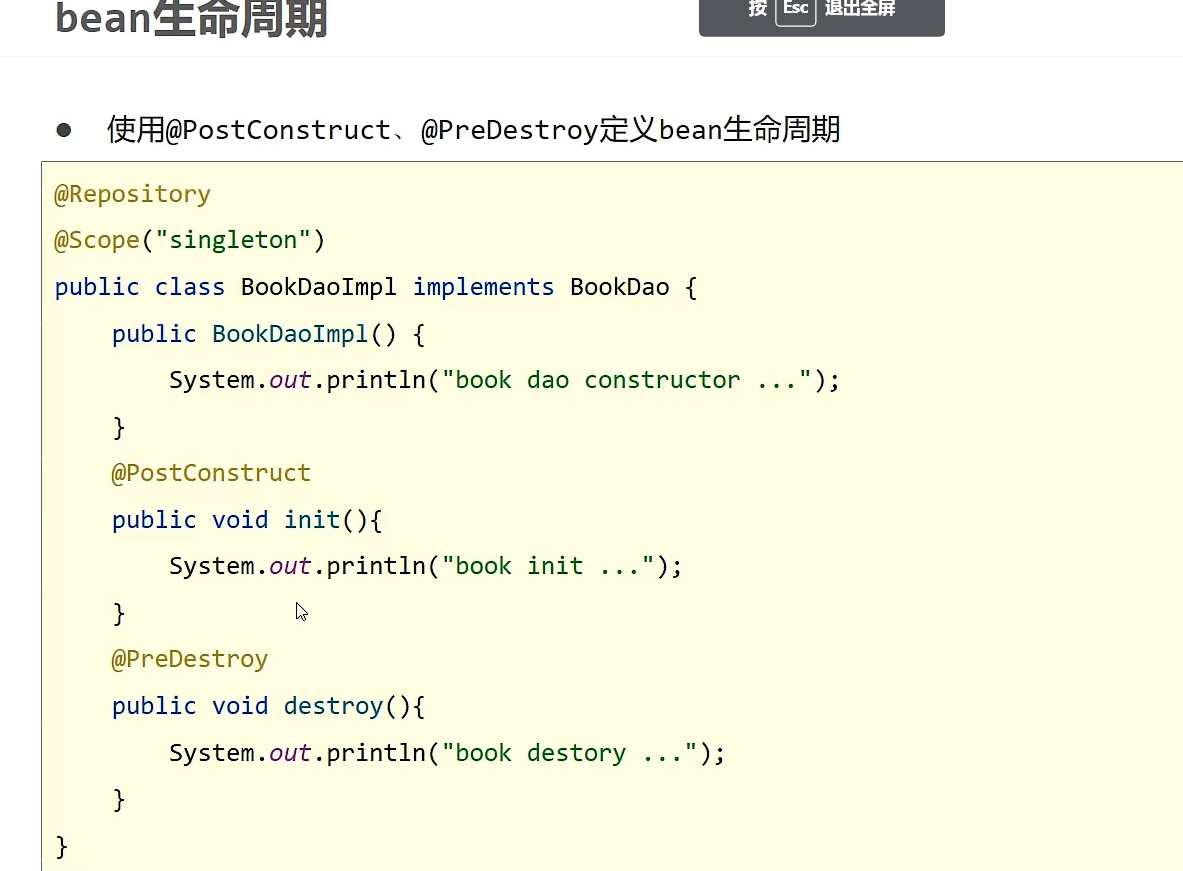 bean生命周期
按 Esc 退出全屏
● 使用@PostConstruct、@PreDestroy定义bean生命周期
@Repository
@Scope("singleton")
public class BookDaoImpl implements BookDao {
    public BookDaoImpl() {
        System.out.println("book dao constructor ...");
    }
    @PostConstruct
    public void init(){
        System.out.println("book init ...");
    }
    @PreDestroy
    public void destroy(){
        System.out.println("book destory ...");
    }
}